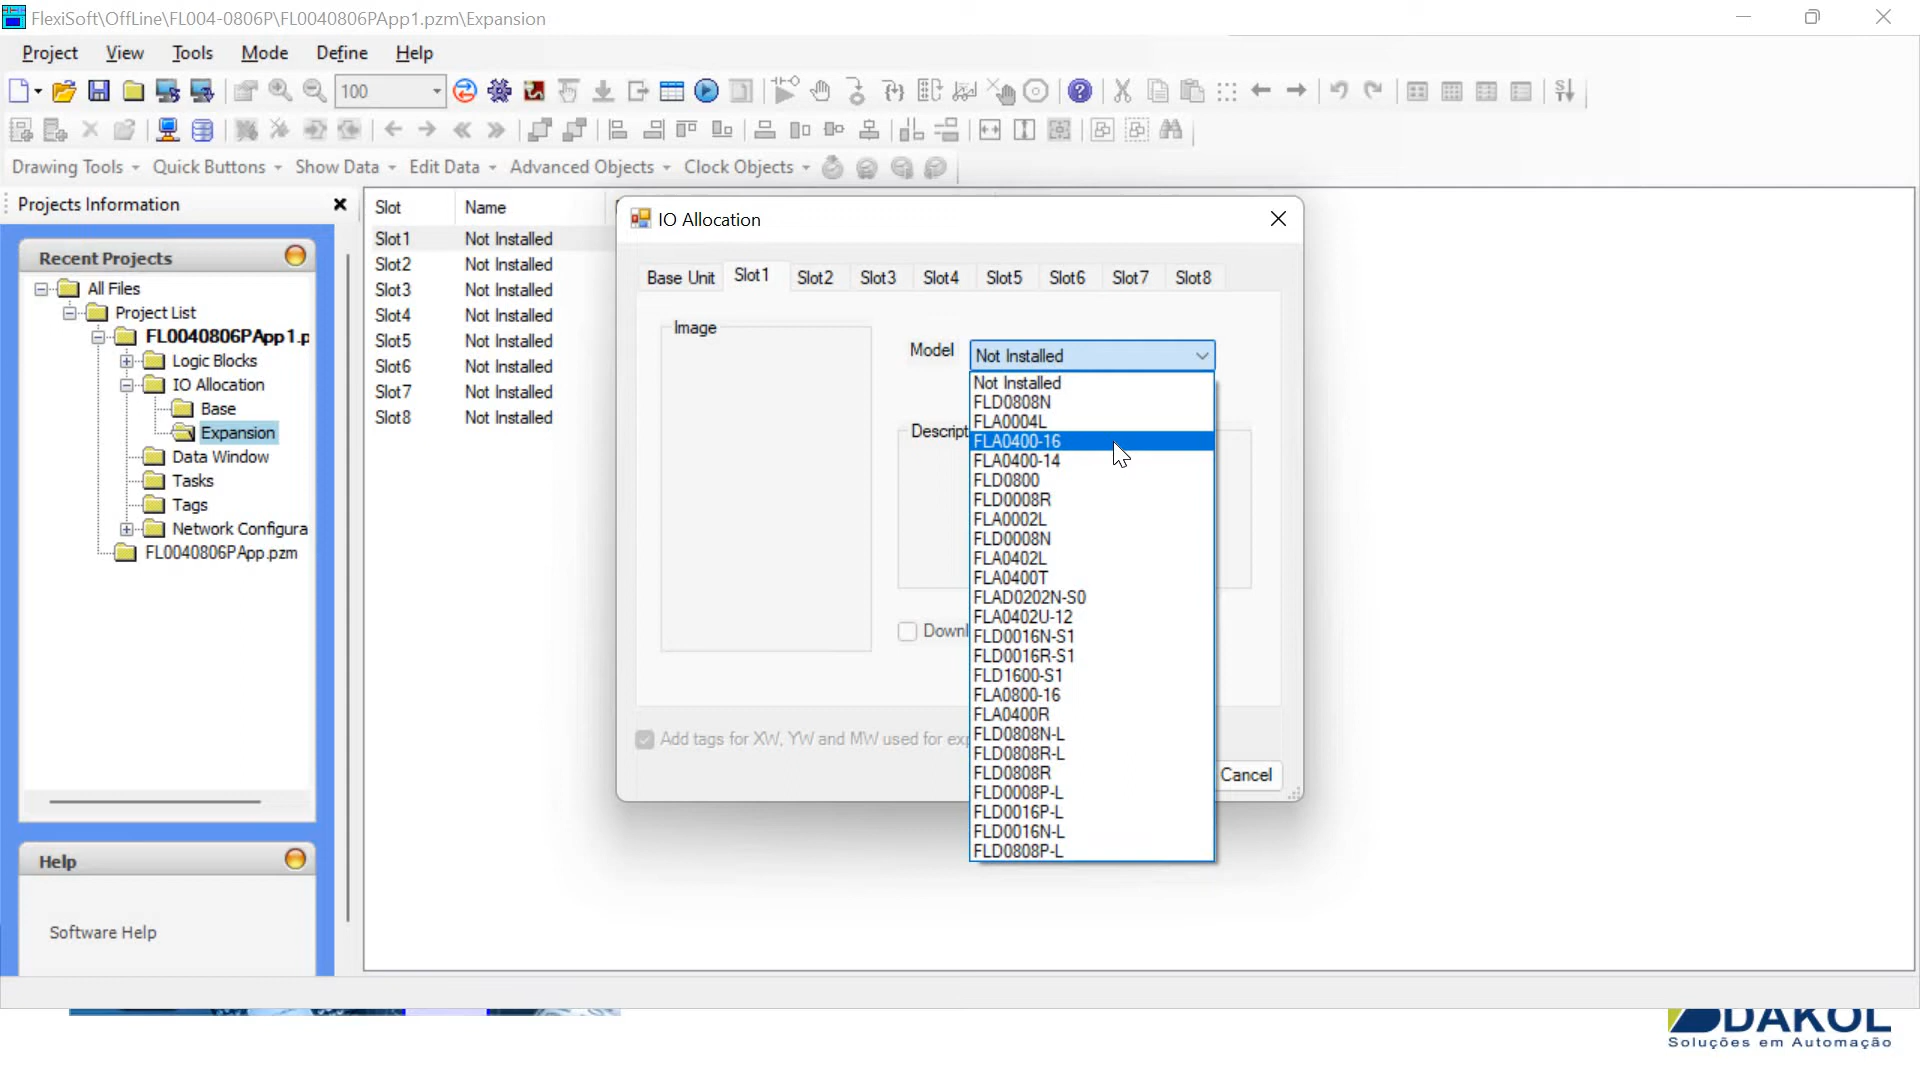 FlexiSoft\OffLine\FL004-0806P\FL0040806PApp1.pzm\Expansion
Project View Tools Mode Define Help
100
Drawing Tools Quick Buttons Show Data Edit Data Advanced Objects Clock Objects
Projects Information
Recent Projects
All Files
Project List
FL0040806PApp1.p
Logic Blocks
IO Allocation
Base
Expansion
Data Window
Tasks
Tags
Network Configura
FL0040806PApp.pzm
Help
Software Help
Slot Name
Slot1 Not Installed
Slot2 Not Installed
Slot3 Not Installed
Slot4 Not Installed
Slot5 Not Installed
Slot6 Not Installed
Slot7 Not Installed
Slot8 Not Installed
IO Allocation
Base Unit Slot1 Slot2 Slot3 Slot4 Slot5 Slot6 Slot7 Slot8
Image
Model Not Installed
Descript
Downl
Not Installed
FLD0808N
FLA0004L
FLA0400-16
FLA0400-14
FLD0800
FLD0008R
FLA0002L
FLD0008N
FLA0402L
FLA0400T
FLAD0202N-S0
FLA0402U-12
FLD0016N-S1
FLD0016R-S1
FLD1600-S1
FLA0800-16
FLA0400R
FLD0808N-L
FLD0808R-L
FLD0808R
FLD0008P-L
FLD0016P-L
FLD0016N-L
FLD0808P-L
Add tags for XW, YW and MW used for exp
Cancel
DAKOL
Soluções em Automação